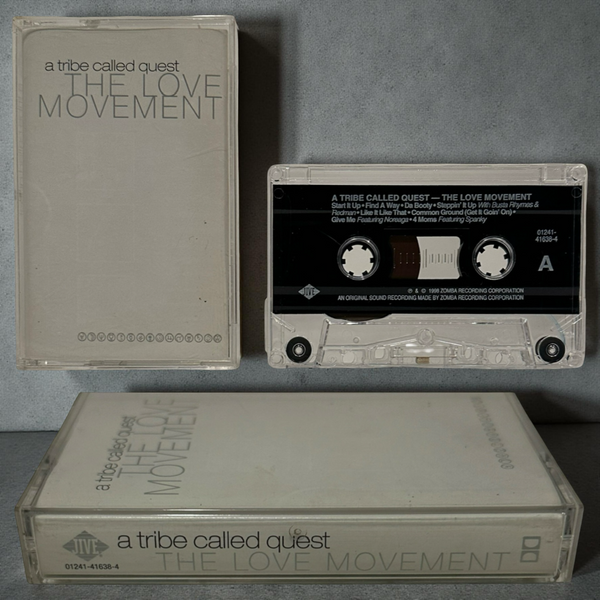 a tribe called quest
THE LOVE
MOVEMENT
A TRIBE CALLED QUEST — THE LOVE MOVEMENT
Start It Up • Find A Way • Da Booty • Steppin' It Up With Busta Rhymes &
Redman • Like It Like That • Common Ground (Get It Goin' On) •
Give Me Featuring Noreaga • 4 Moms Featuring Spanky
01241-
41638-4
A
JIVE
℗ & © 1998 ZOMBA RECORDING CORPORATION
AN ORIGINAL SOUND RECORDING MADE BY ZOMBA RECORDING CORPORATION
a tribe called quest
THE LOVE
MOVEMENT
JIVE
a tribe called quest
THE LOVE MOVEMENT
01241-41638-4